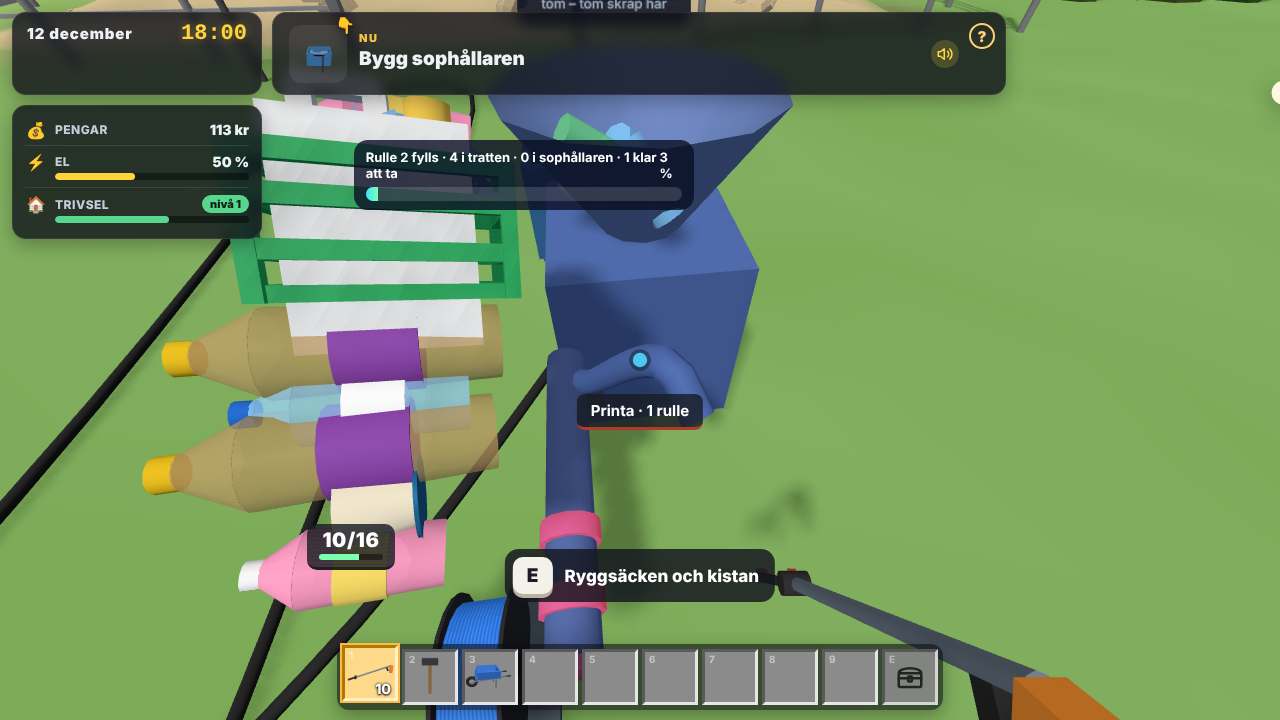 tom – tom skräp här
12 december
18:00
NU
Bygg sophållaren
?
PENGAR
113 kr
EL
50 %
TRIVSEL
nivå 1
Rulle 2 fylls · 4 i tratten · 0 i sophållaren · 1 klar att ta
3 %
Printa · 1 rulle
10/16
E
Ryggsäcken och kistan
1
10
2
3
4
5
6
7
8
9
E